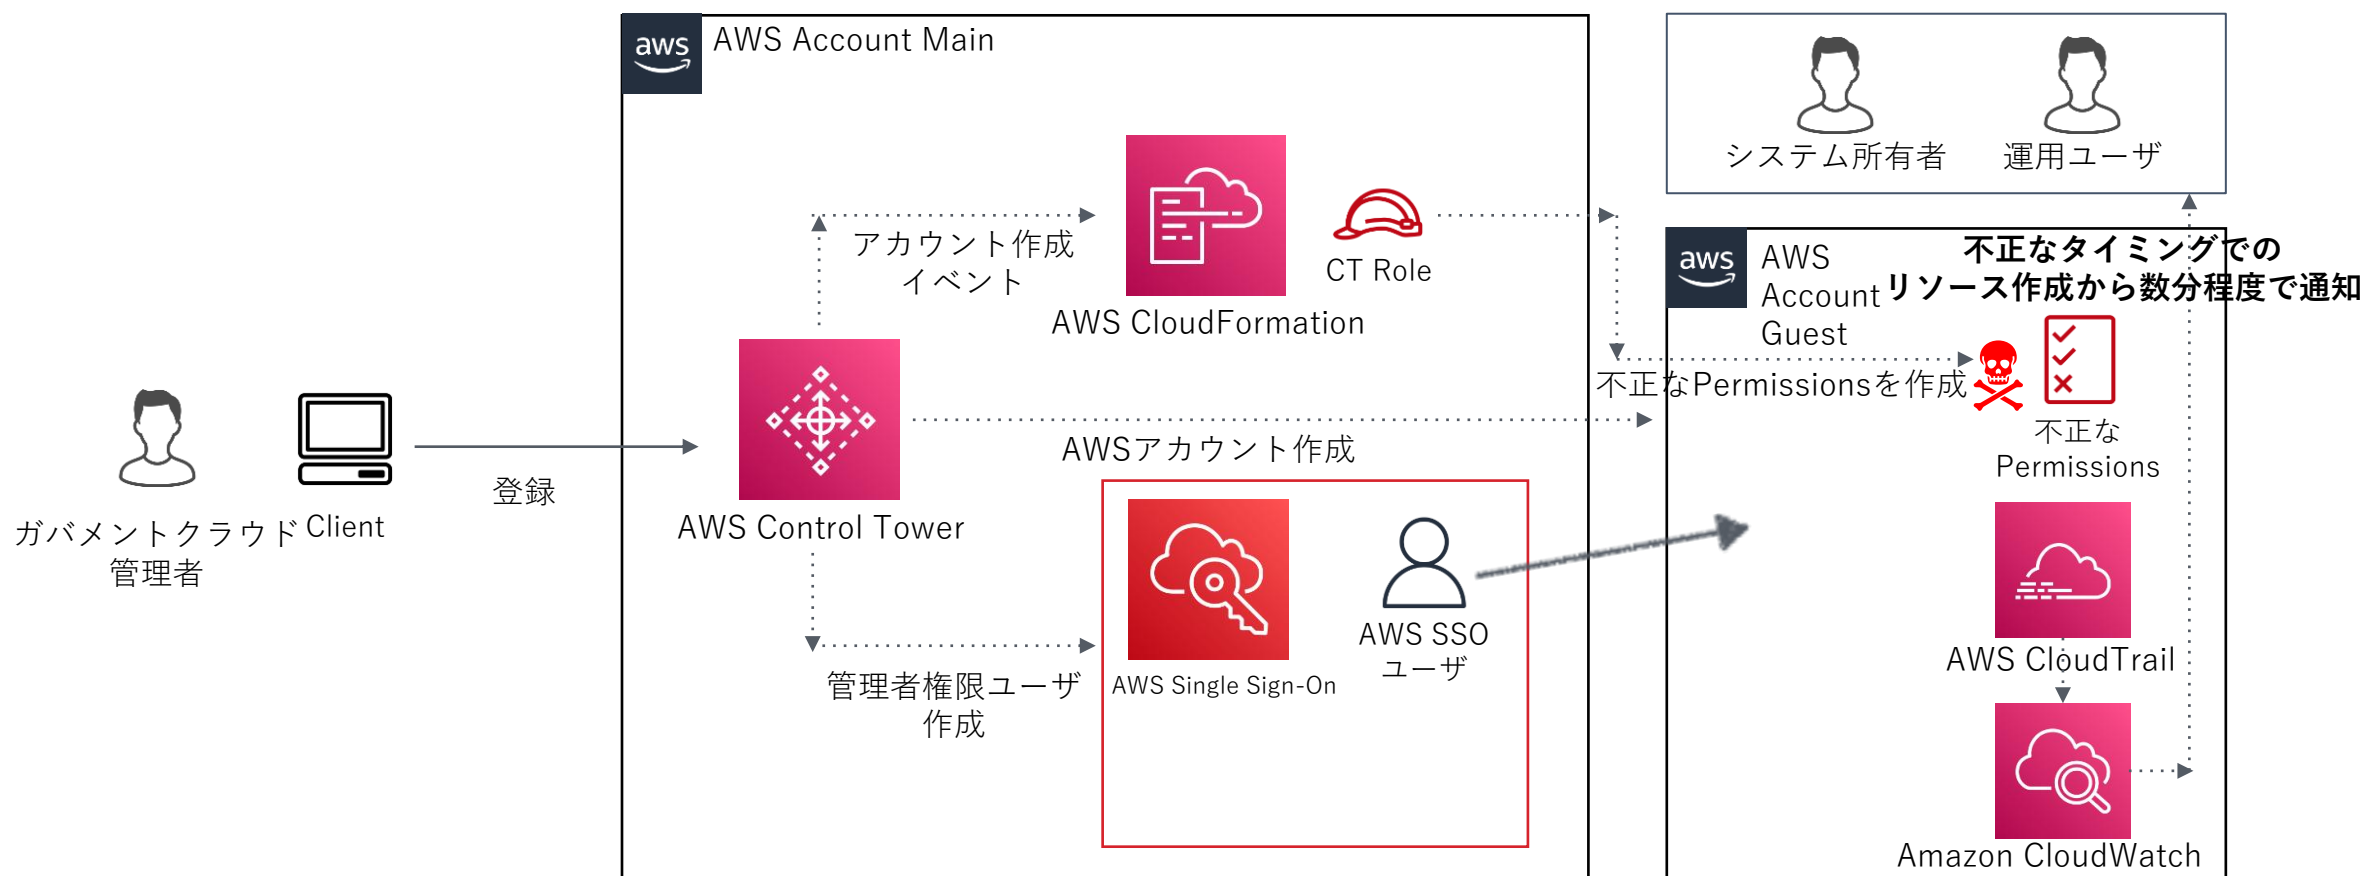 aws
AWS Account Main
システム所有者
運用ユーザ
アカウント作成
イベント
AWS CloudFormation
CT Role
aws
AWS
Account
Guest
不正なタイミングでの
リソース作成から数分程度で通知
不正なPermissionsを作成
不正な
Permissions
AWSアカウント作成
登録
ガバメントクラウド
管理者
Client
AWS Control Tower
管理者権限ユーザ
作成
AWS Single Sign-On
AWS SSO
ユーザ
AWS CloudTrail
Amazon CloudWatch